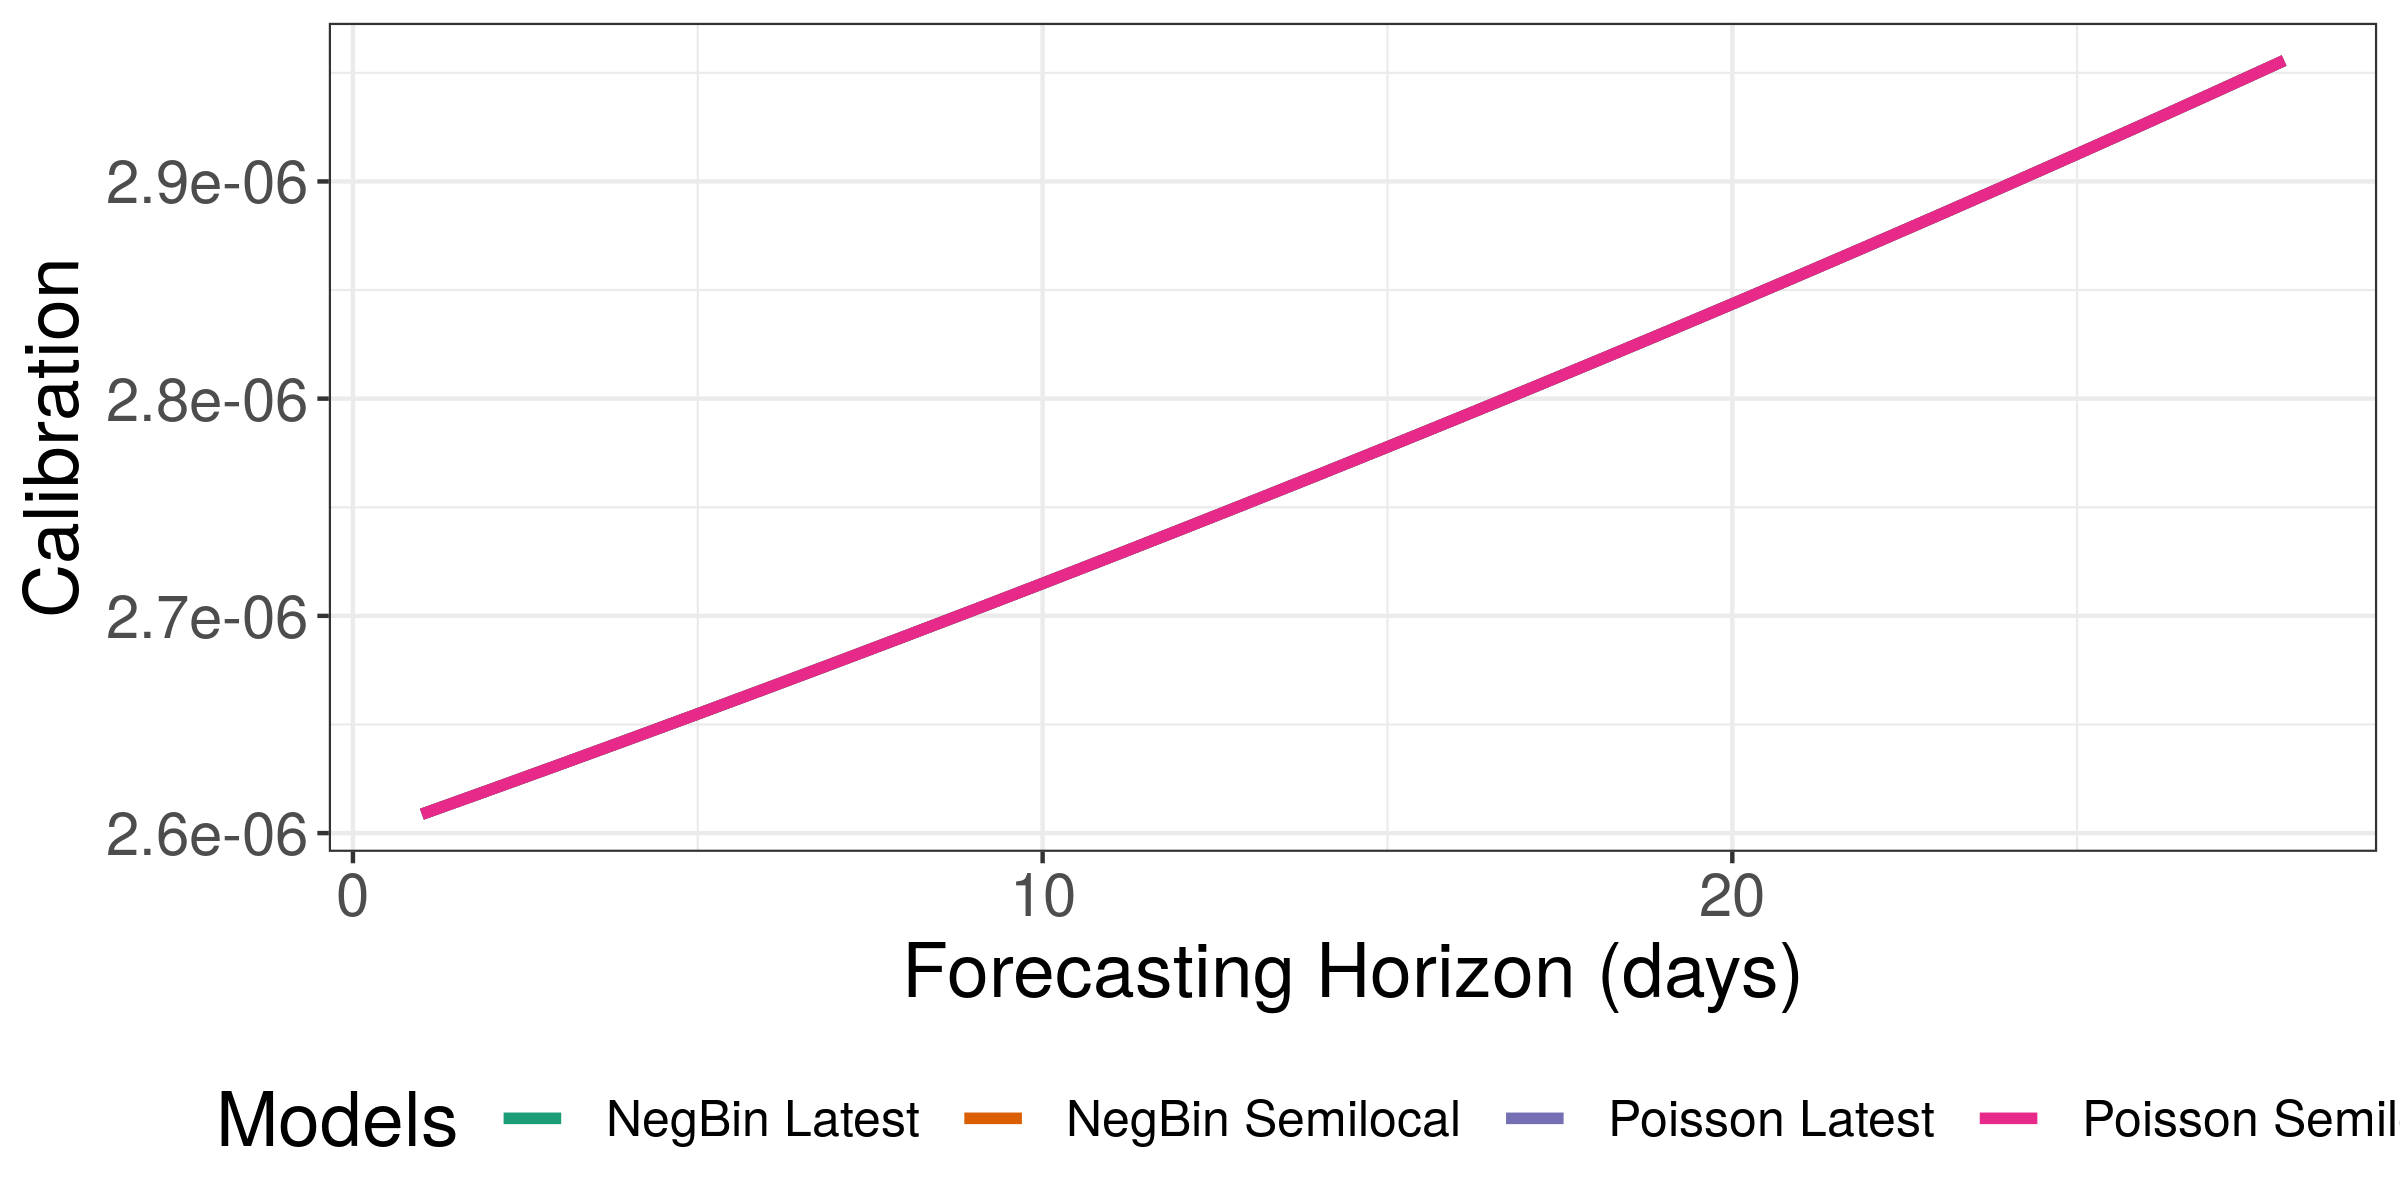 Calibration
2.9e-06
2.8e-06
2.7e-06
2.6e-06
0 10 20
Forecasting Horizon (days)
Models NegBin Latest NegBin Semilocal Poisson Latest Poisson